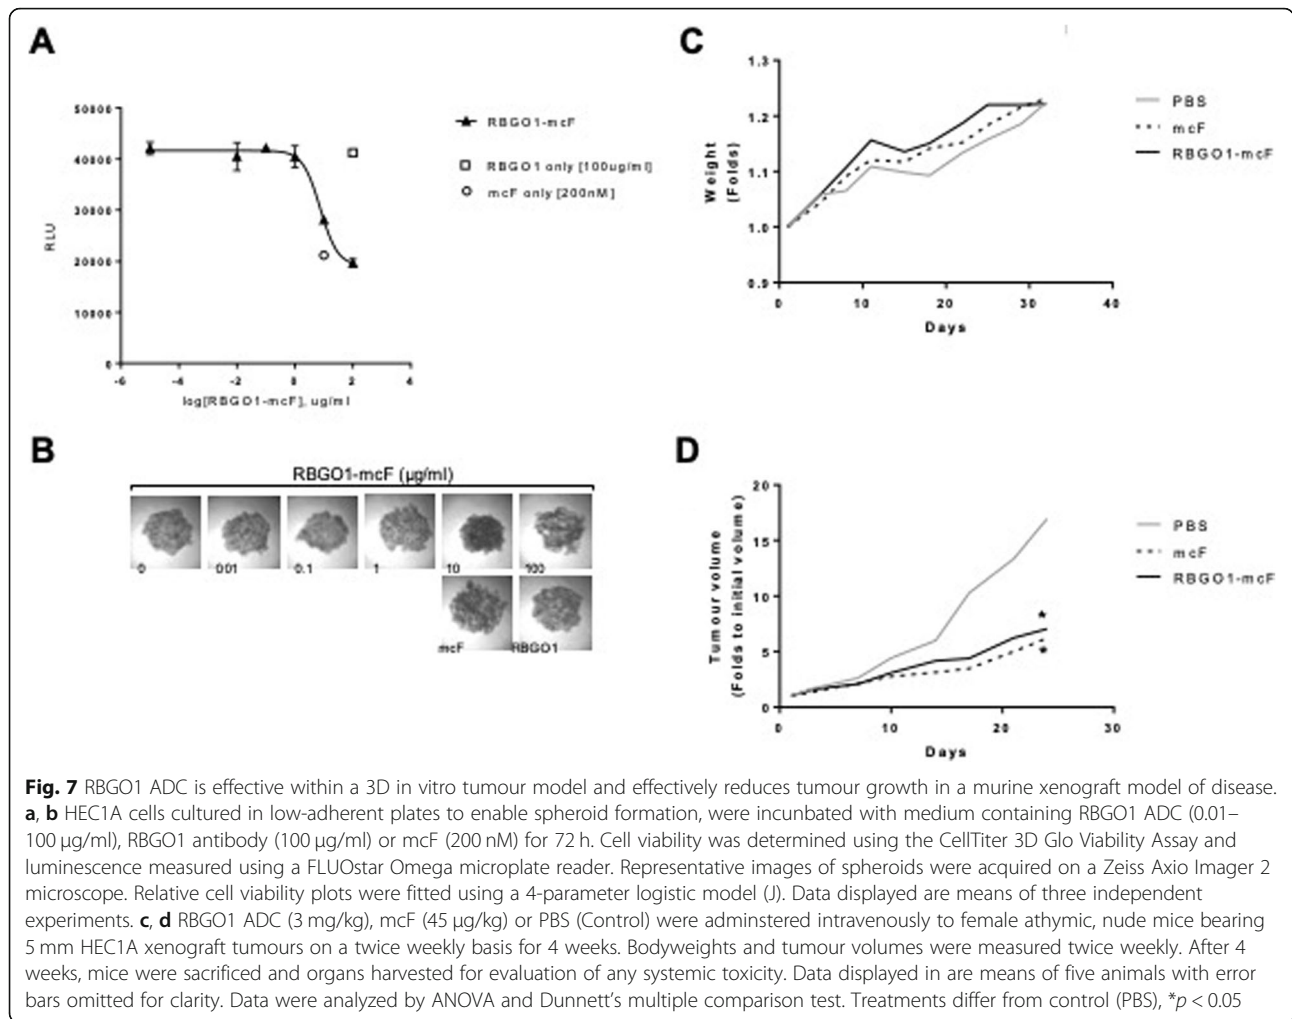 A
50000
40000
30000
20000
10000
0
RLU
-6 -4 -2 0 2 4
log[RBGO1-mcF], ug/ml
RBGO1-mcF
RBGO1 only [100ug/ml]
mcF only [200nM]
B
RBGO1-mcF (µg/ml)
0 0.01 0.1 1 10 100
mcF RBGO1
C
1.3
1.2
1.1
1.0
0.9
Weight
(Folds)
0 10 20 30 40
Days
PBS
mcF
RBGO1-mcF
D
20
15
10
5
0
Tumour volume
(Folds to initial volume)
*
*
0 10 20 30
Days
PBS
mcF
RBGO1-mcF
Fig. 7 RBGO1 ADC is effective within a 3D in vitro tumour model and effectively reduces tumour growth in a murine xenograft model of disease.
a, b HEC1A cells cultured in low-adherent plates to enable spheroid formation, were incubated with medium containing RBGO1 ADC (0.01–
100 µg/ml), RBGO1 antibody (100 µg/ml) or mcF (200 nM) for 72 h. Cell viability was determined using the CellTiter 3D Glo Viability Assay and
luminescence measured using a FLUOstar Omega microplate reader. Representative images of spheroids were acquired on a Zeiss Axio Imager 2
microscope. Relative cell viability plots were fitted using a 4-parameter logistic model (J). Data displayed are means of three independent
experiments. c, d RBGO1 ADC (3 mg/kg), mcF (45 µg/kg) or PBS (Control) were adminstered intravenously to female athymic, nude mice bearing
5 mm HEC1A xenograft tumours on a twice weekly basis for 4 weeks. Bodyweights and tumour volumes were measured twice weekly. After 4
weeks, mice were sacrificed and organs harvested for evaluation of any systemic toxicity. Data displayed in are means of five animals with error
bars omitted for clarity. Data were analyzed by ANOVA and Dunnett's multiple comparison test. Treatments differ from control (PBS), *p < 0.05